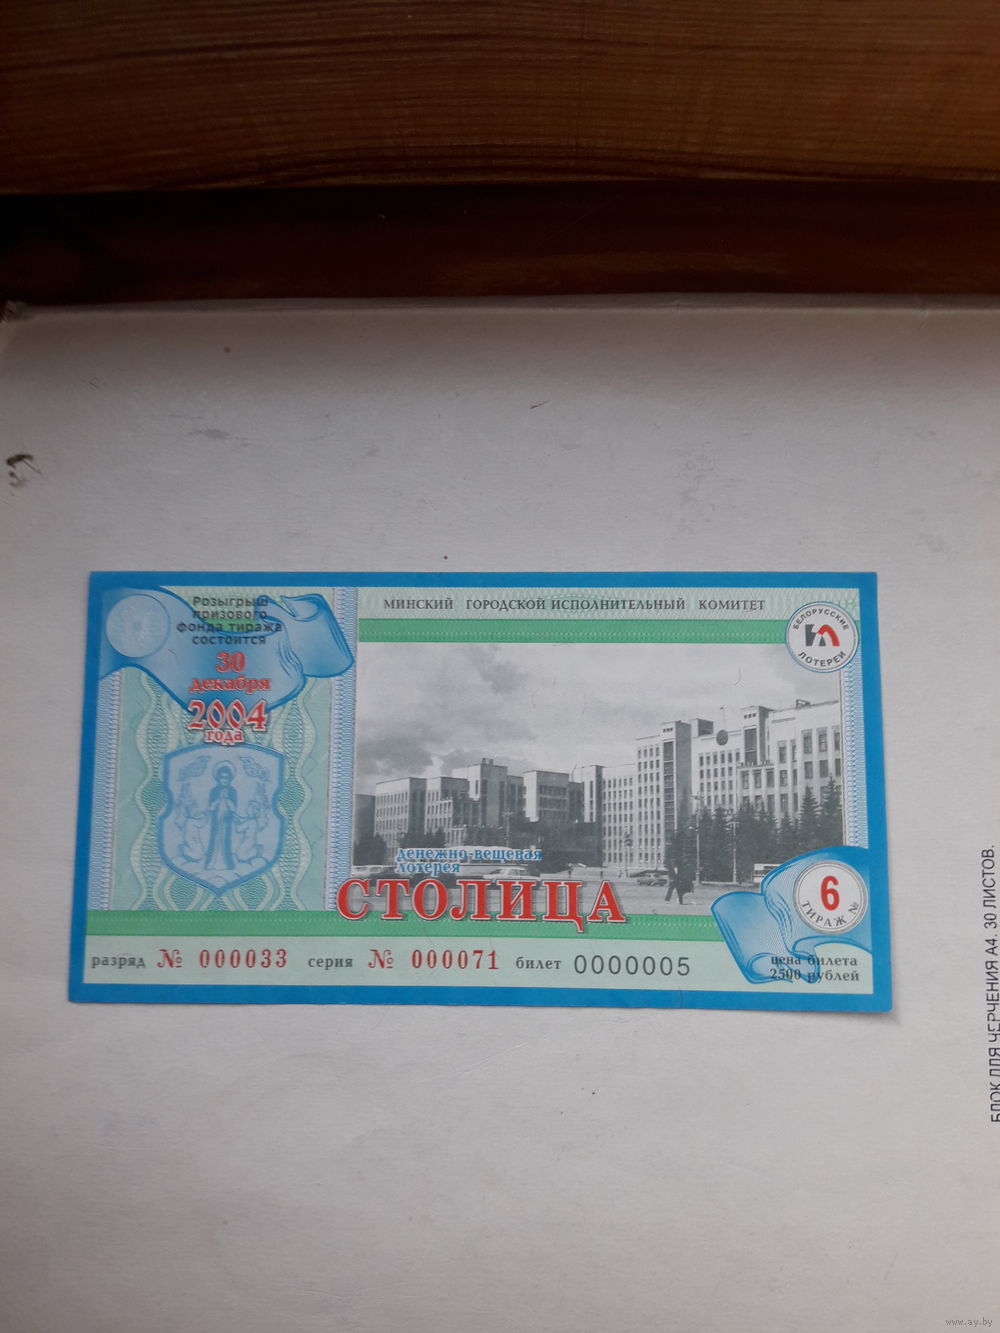 Розыгрыш
призового
фонда тиража
состоится
30
декабря
2004
года
МИНСКИЙ ГОРОДСКОЙ ИСПОЛНИТЕЛЬНЫЙ КОМИТЕТ
БЕЛОРУССКИЕ
ЛОТЕРЕИ
денежно-вещевая
лотерея
СТОЛИЦА
6
ТИРАЖ №
разряд № 000033 серия № 000071 билет 0000005
цена билета
2500 рублей
БЛОК ДЛЯ ЧЕРЧЕНИЯ А4. 30 ЛИСТОВ.
www.ay.by